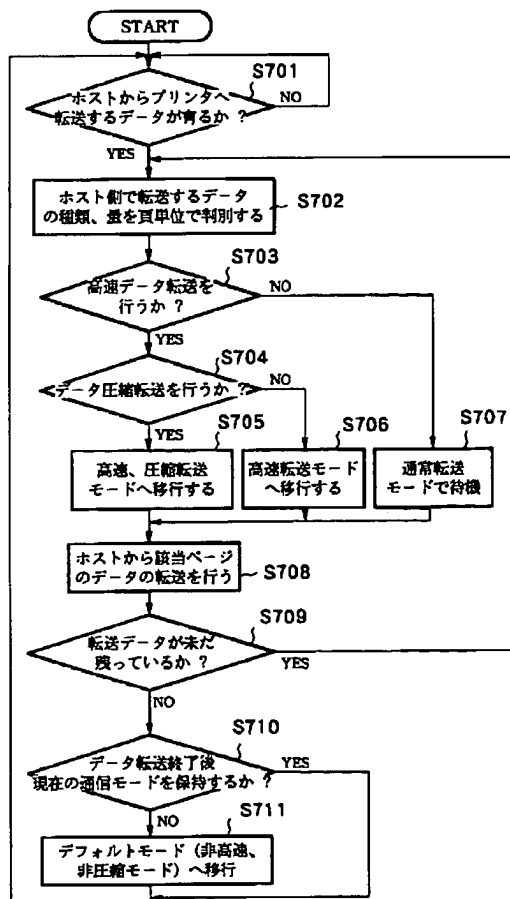 START
S701
ホストからプリンタへ
転送するデータが有るか ?
NO
YES
ホスト側で転送するデータ
の種類、量を頁単位で判別する
S702
S703
高速データ転送を
行うか ?
NO
YES
S704
データ圧縮転送を行うか ?
NO
YES
S705
高速、圧縮転送
モードへ移行する
S706
高速転送モード
へ移行する
S707
通常転送
モードで待機
ホストから該当ページ
のデータの転送を行う
S708
S709
転送データが未だ
残っているか ?
YES
NO
S710
データ転送終了後
現在の通信モードを保持するか ?
YES
NO
S711
デフォルトモード (非高速、
非圧縮モード) へ移行